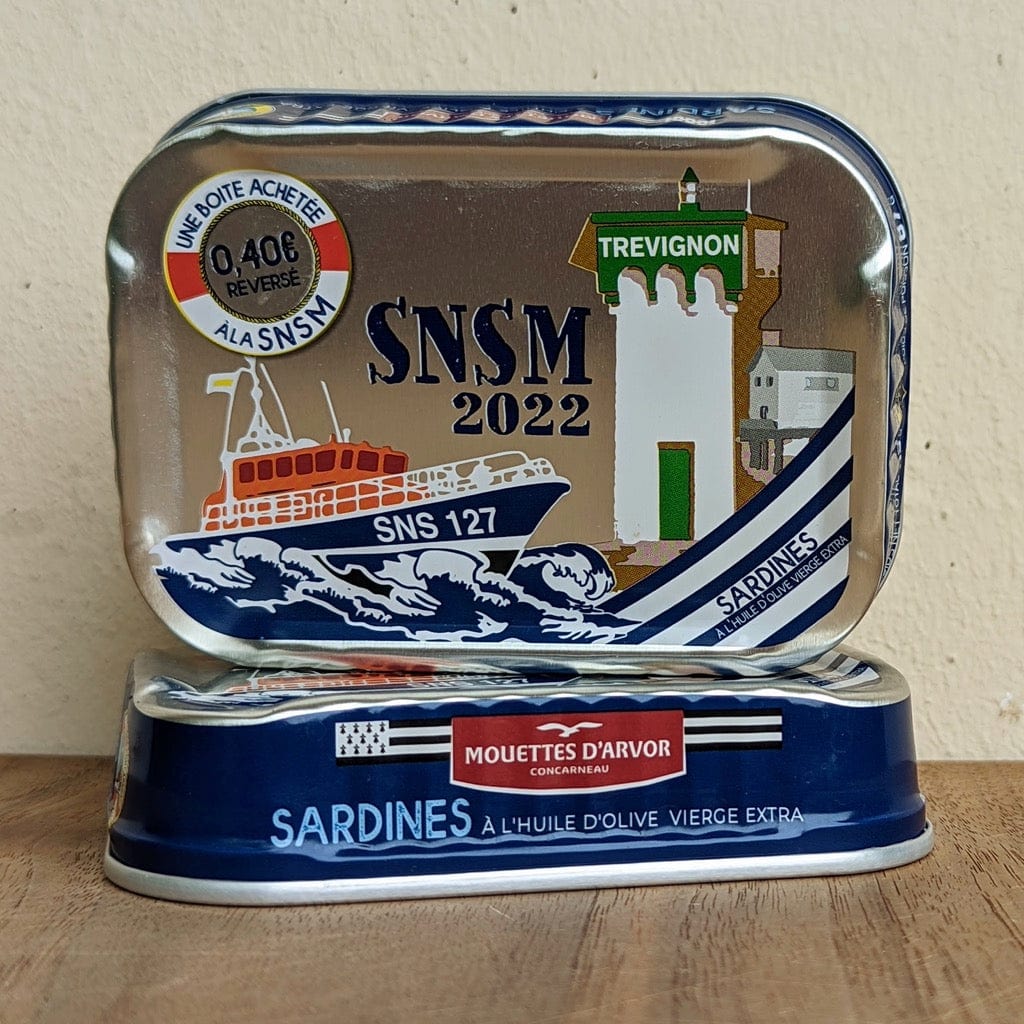 UNE BOITE ACHETÉE
0,40€
REVERSÉ
À LA SNSM
TREVIGNON
SNSM
2022
SNS 127
SARDINES
À L'HUILE D'OLIVE VIERGE EXTRA
MOUETTES D'ARVOR
CONCARNEAU
SARDINES À L'HUILE D'OLIVE VIERGE EXTRA